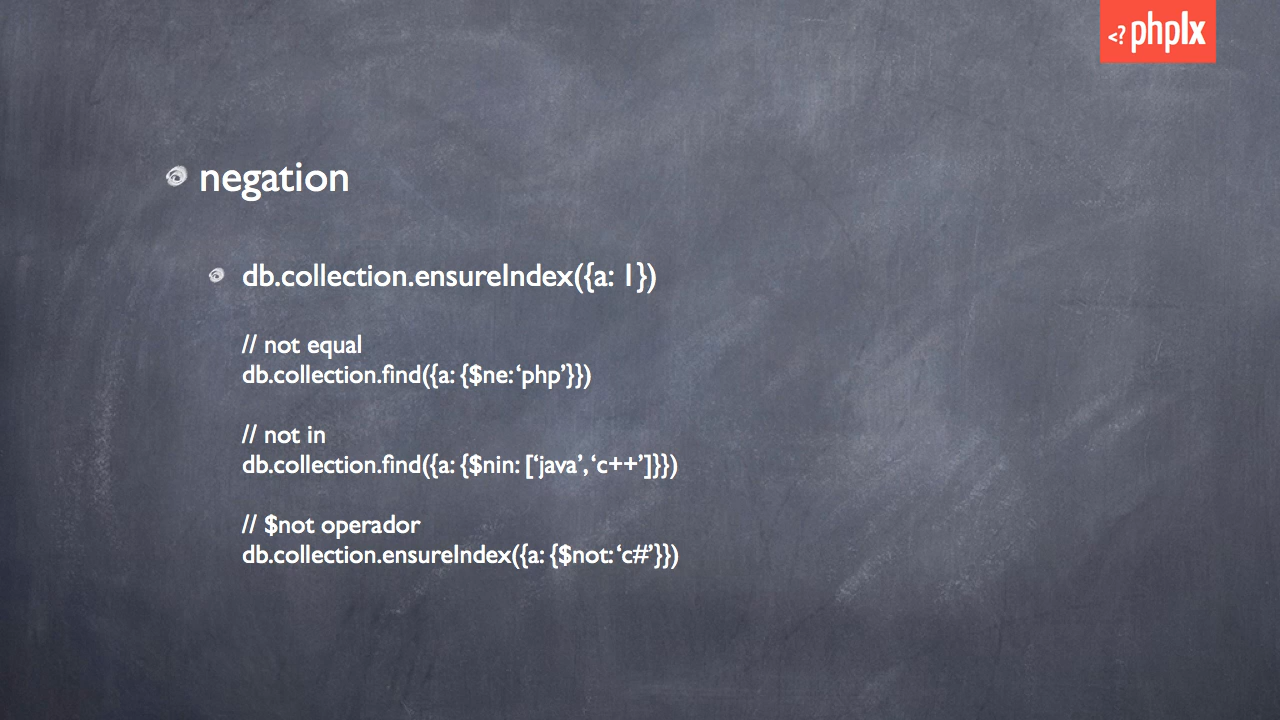 <? phplx
negation
db.collection.ensureIndex({a: 1})
// not equal
db.collection.find({a: {$ne: ‘php’}})
// not in
db.collection.find({a: {$nin: [‘java’, ‘c++’]}})
// $not operador
db.collection.ensureIndex({a: {$not: ‘c#’}})